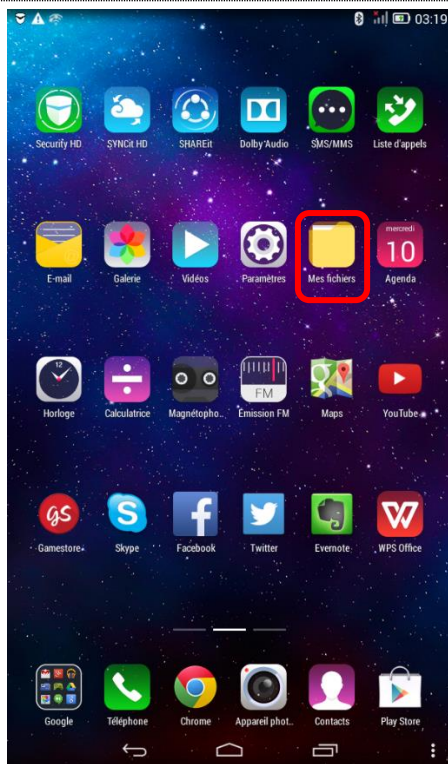 03:19
Securify HD SYNCit HD SHAREit Dolby Audio SMS/MMS Liste d'appels
mercredi
10
E-mail Galerie Vidéos Paramètres Mes fichiers Agenda
12
FM
Horloge Calculatrice Magnétopho.. Émission FM Maps YouTube
GS
S
f
W
Gamestore Skype Facebook Twitter Evernote WPS Office
Google Téléphone Chrome Appareil phot.. Contacts Play Store